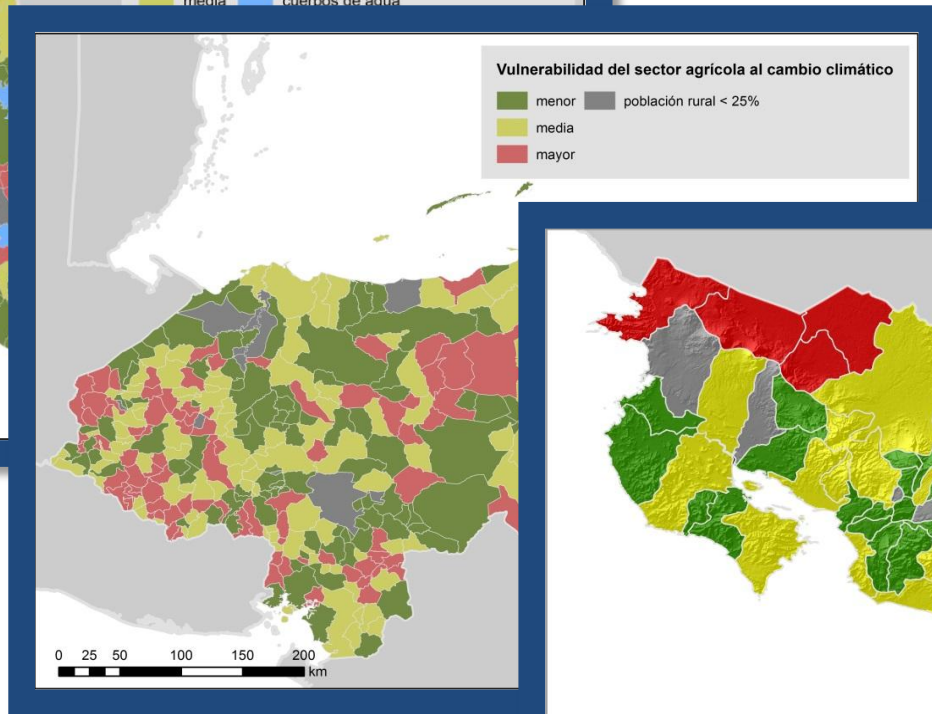 media cuerpos de agua
Vulnerabilidad del sector agrícola al cambio climático
menor población rural < 25%
media
mayor
0 25 50 100 150 200
km